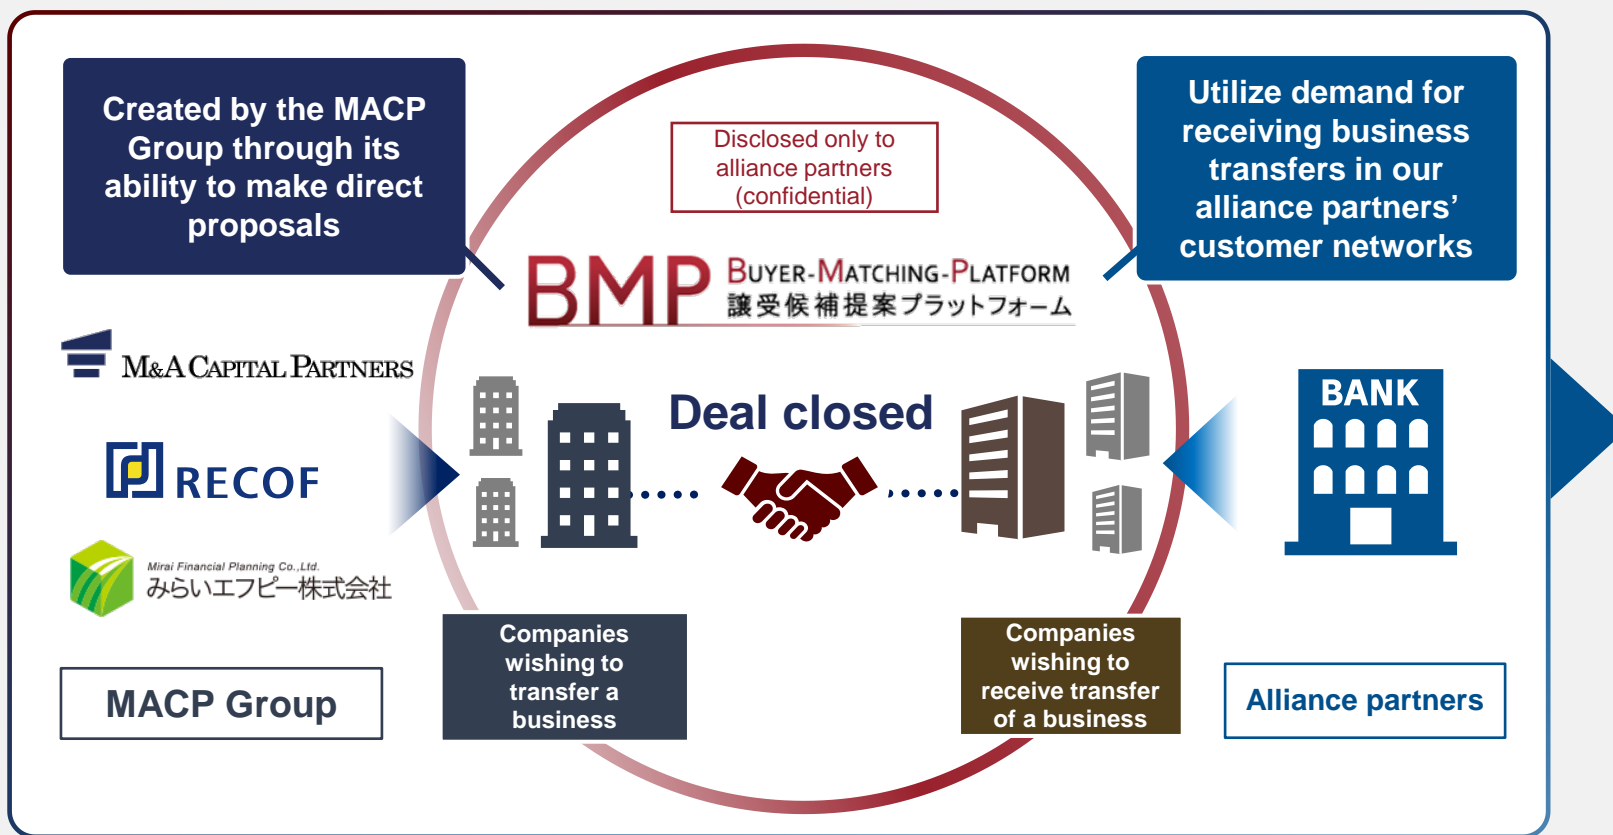 Created by the MACP
Group through its
ability to make direct
proposals
Disclosed only to
alliance partners
(confidential)
Utilize demand for
receiving business
transfers in our
alliance partners’
customer networks
BMP
BUYER-MATCHING-PLATFORM
譲受候補提案プラットフォーム
M&A CAPITAL PARTNERS
RECOF
Mirai Financial Planning Co.,Ltd.
みらいエフピー株式会社
MACP Group
Deal closed
BANK
Companies
wishing to
transfer a
business
Companies
wishing to
receive transfer
of a business
Alliance partners